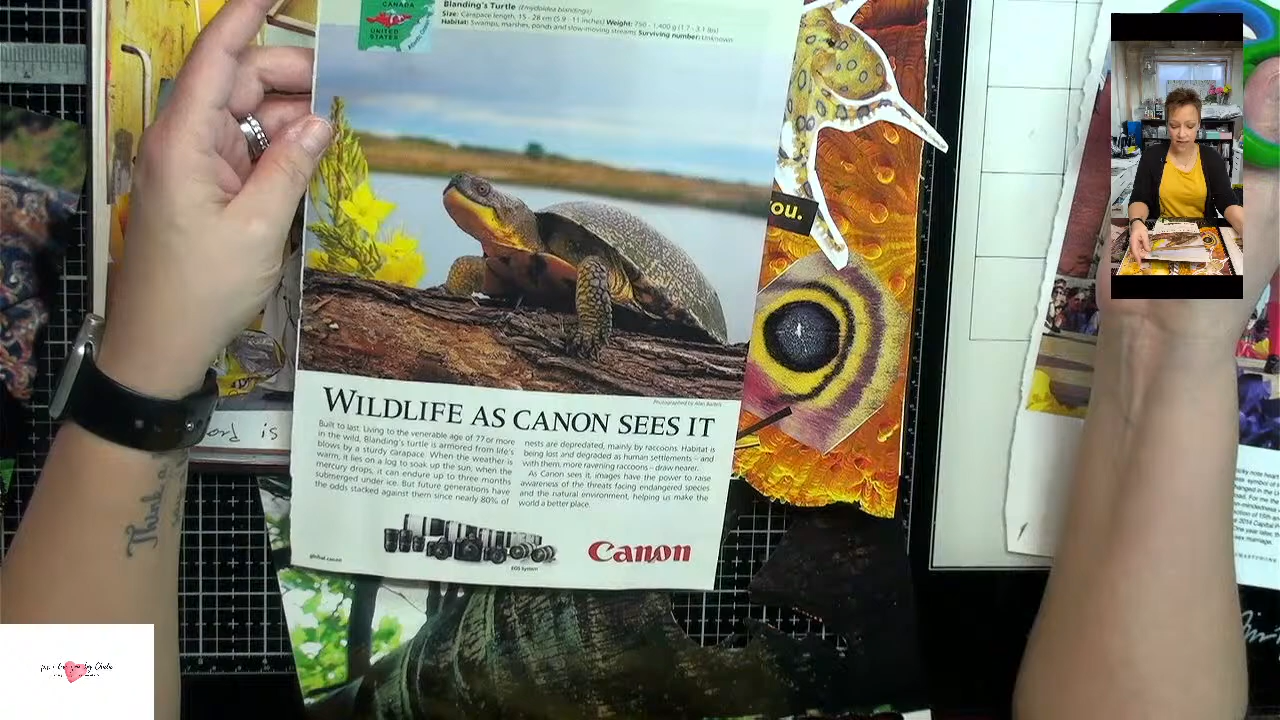 CANADA
UNITED
STATES
Blanding's Turtle (Emydoidea blandingii)
Size: Carapace length, 15 - 28 cm (5.9 - 11 inches) Weight: 750 - 1,400 g (1.7 - 3.1 lbs)
Habitat: Swamps, marshes, ponds and slow-moving streams Surviving number: Unknown
you.
WILDLIFE AS CANON SEES IT
Built to last. Living to the venerable age of 77 or more
in the wild, Blanding's turtle is armored from life's
blows by a sturdy carapace. When the weather is
warm, it lies on a log to soak up the sun; when the
mercury drops, it can endure up to three months
submerged under ice. But future generations have
the odds stacked against them since nearly 80% of
nests are depredated, mainly by raccoons. Habitat is
being lost and degraded as human settlements – and
with them, more ravening raccoons – draw nearer.
As Canon sees it, images have the power to raise
awareness of the threats facing endangered species
and the natural environment, helping us make the
world a better place.
EOS System
Canon
word is
Think